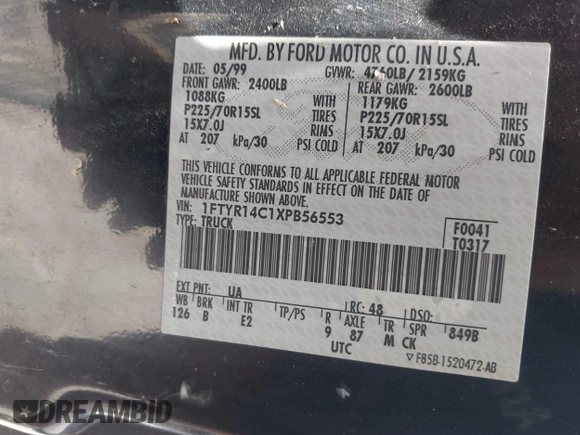 MFD. BY FORD MOTOR CO. IN U.S.A.
DATE: 05/99 GVWR: 4760LB/ 2159KG
FRONT GAWR: 2400LB REAR GAWR: 2600LB
1088KG WITH 1179KG WITH
P225/70R15SL TIRES P225/70R15SL TIRES
15X7.0J RIMS 15X7.0J RIMS
AT 207 kPa/30 PSI COLD AT 207 kPa/30 PSI COLD
THIS VEHICLE CONFORMS TO ALL APPLICABLE FEDERAL MOTOR
VEHICLE SAFETY STANDARDS IN EFFECT ON THE DATE OF
MANUFACTURE SHOWN ABOVE.
VIN: 1FTYR14C1XPB56553
TYPE: TRUCK
F0041
T0317
EXT PNT: UA RC: 48 DSO:
WB BRK INT TR TP/PS R AXLE TR SPR 849B
126 B E2 9 87 M CK
UTC
F85B-1520472-AB
DREAMBID